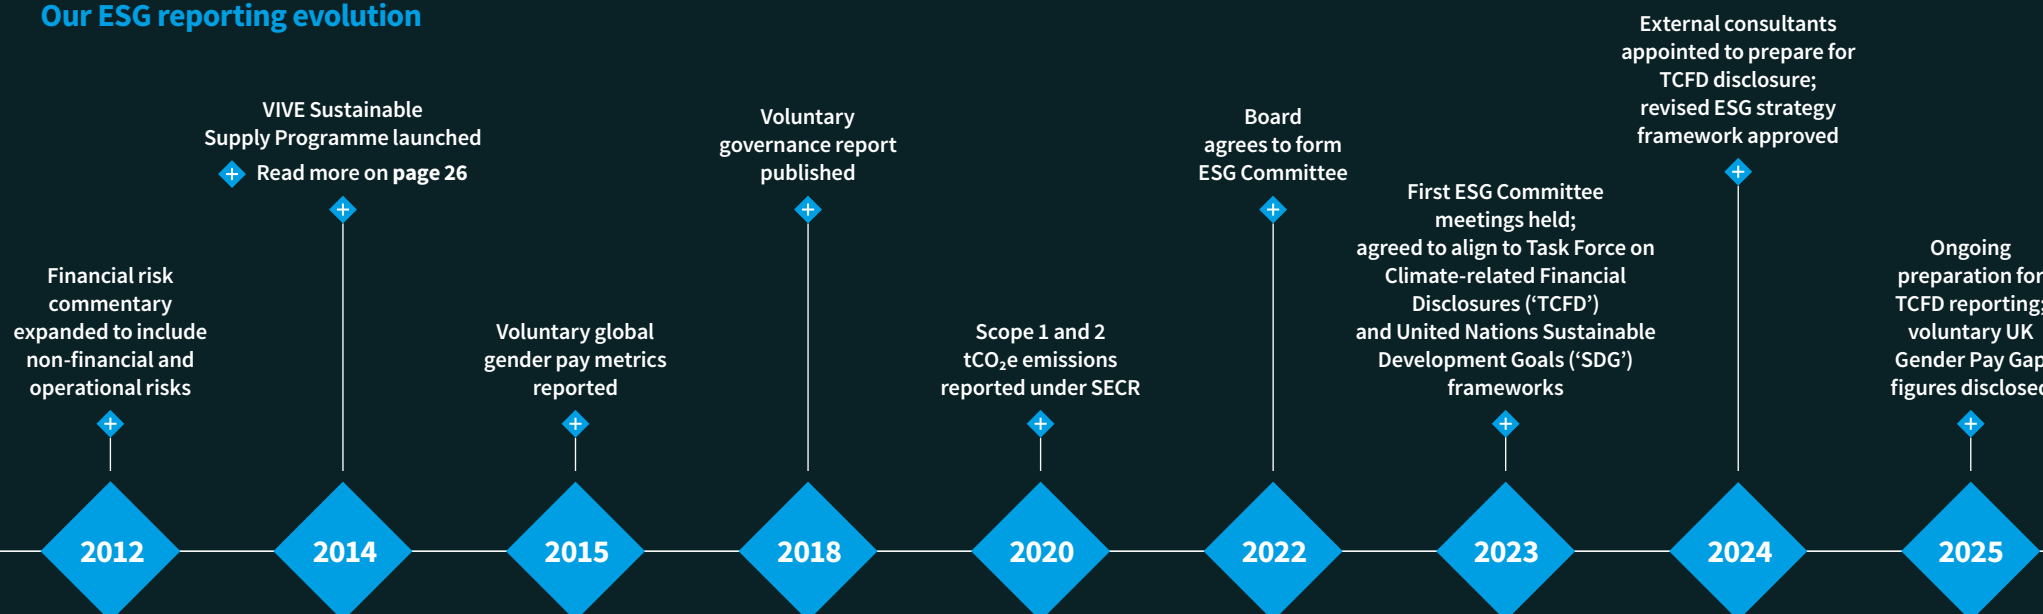 Our ESG reporting evolution
Financial risk
commentary
expanded to include
non-financial and
operational risks
2012
VIVE Sustainable
Supply Programme launched
Read more on page 26
2014
Voluntary global
gender pay metrics
reported
2015
Voluntary
governance report
published
2018
Scope 1 and 2
tCO₂e emissions
reported under SECR
2020
Board
agrees to form
ESG Committee
2022
First ESG Committee
meetings held;
agreed to align to Task Force on
Climate-related Financial
Disclosures (‘TCFD’)
and United Nations Sustainable
Development Goals (‘SDG’)
frameworks
2023
External consultants
appointed to prepare for
TCFD disclosure;
revised ESG strategy
framework approved
2024
Ongoing
preparation for
TCFD reporting;
voluntary UK
Gender Pay Gap
figures disclosed
2025